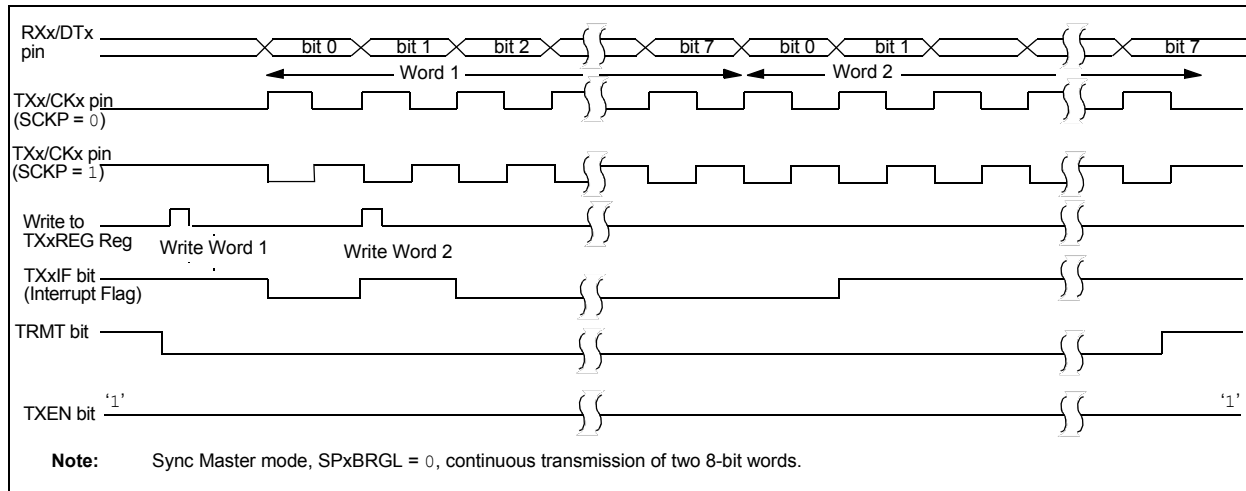 RXx/DTx
pin
bit 0 bit 1 bit 2 bit 7 bit 0 bit 1 bit 7
Word 1 Word 2
TXx/CKx pin
(SCKP = 0)
TXx/CKx pin
(SCKP = 1)
Write to
TXxREG Reg
Write Word 1 Write Word 2
TXxIF bit
(Interrupt Flag)
TRMT bit
TXEN bit ‘1’ ‘1’
Note: Sync Master mode, SPxBRGL = 0, continuous transmission of two 8-bit words.